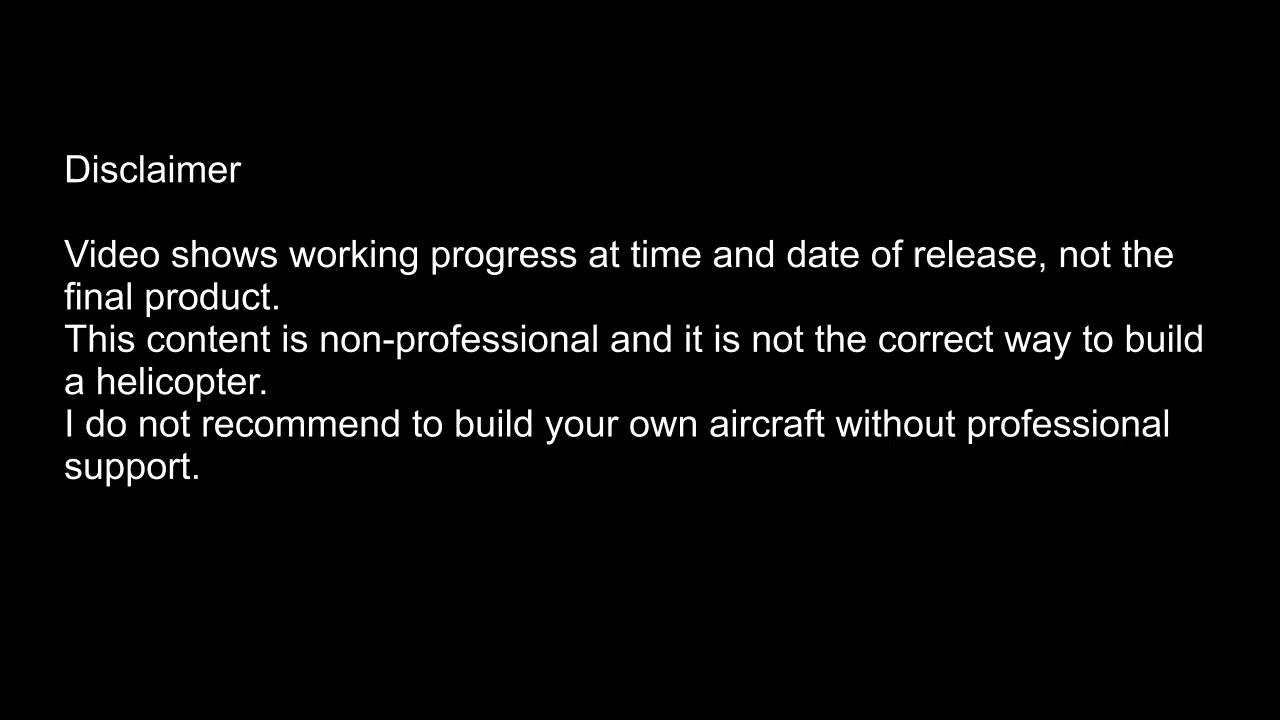 Disclaimer
Video shows working progress at time and date of release, not the
final product.
This content is non-professional and it is not the correct way to build
a helicopter.
I do not recommend to build your own aircraft without professional
support.